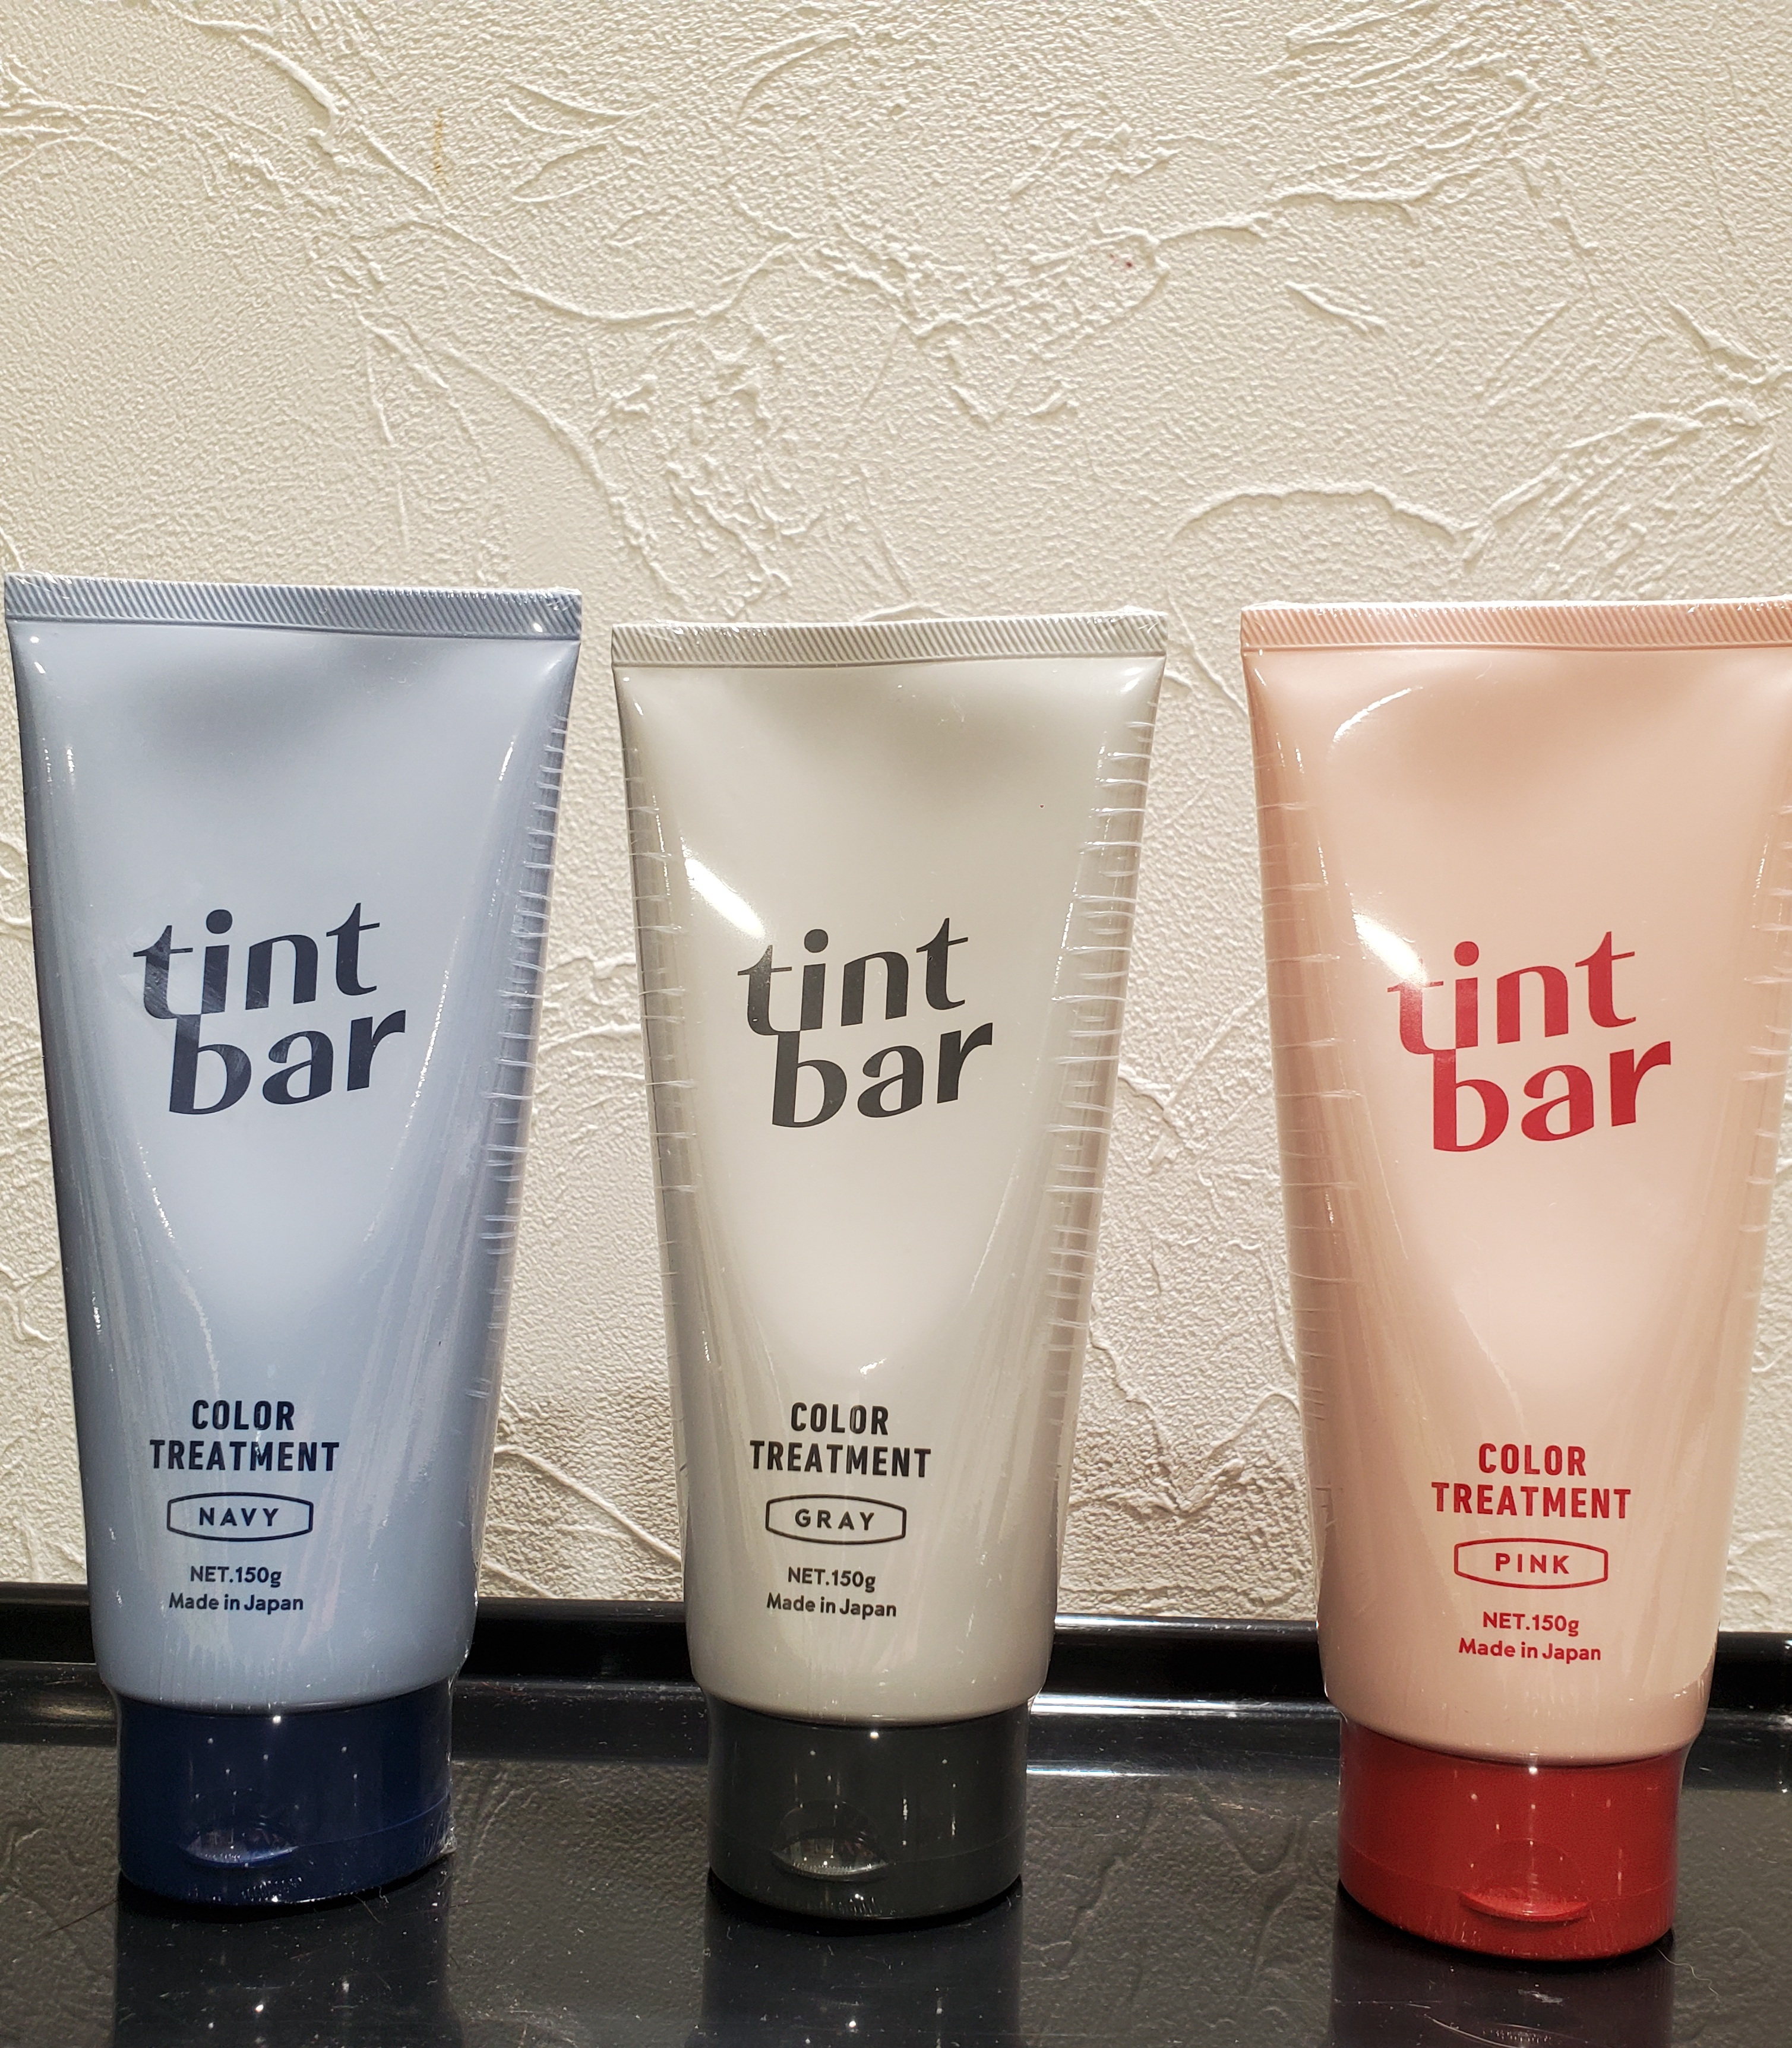 tint
bar
COLOR
TREATMENT
NAVY
NET.150g
Made in Japan
tint
bar
COLOR
TREATMENT
GRAY
NET.150g
Made in Japan
tint
bar
COLOR
TREATMENT
PINK
NET.150g
Made in Japan